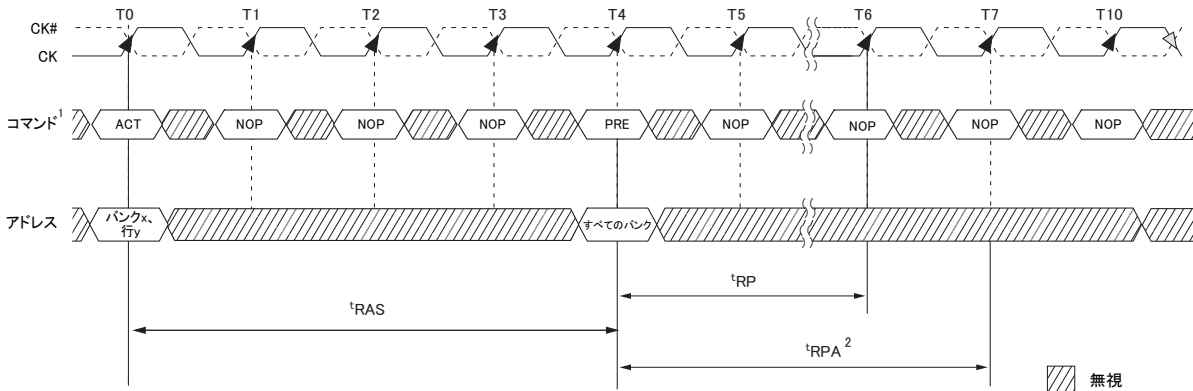 T0 T1 T2 T3 T4 T5 T6 T7 T10
CK#
CK
コマンド1 ACT NOP NOP NOP PRE NOP NOP NOP NOP
アドレス バンクx、 すべてのバンク
行y
tRP
tRAS
tRPA 2
無視